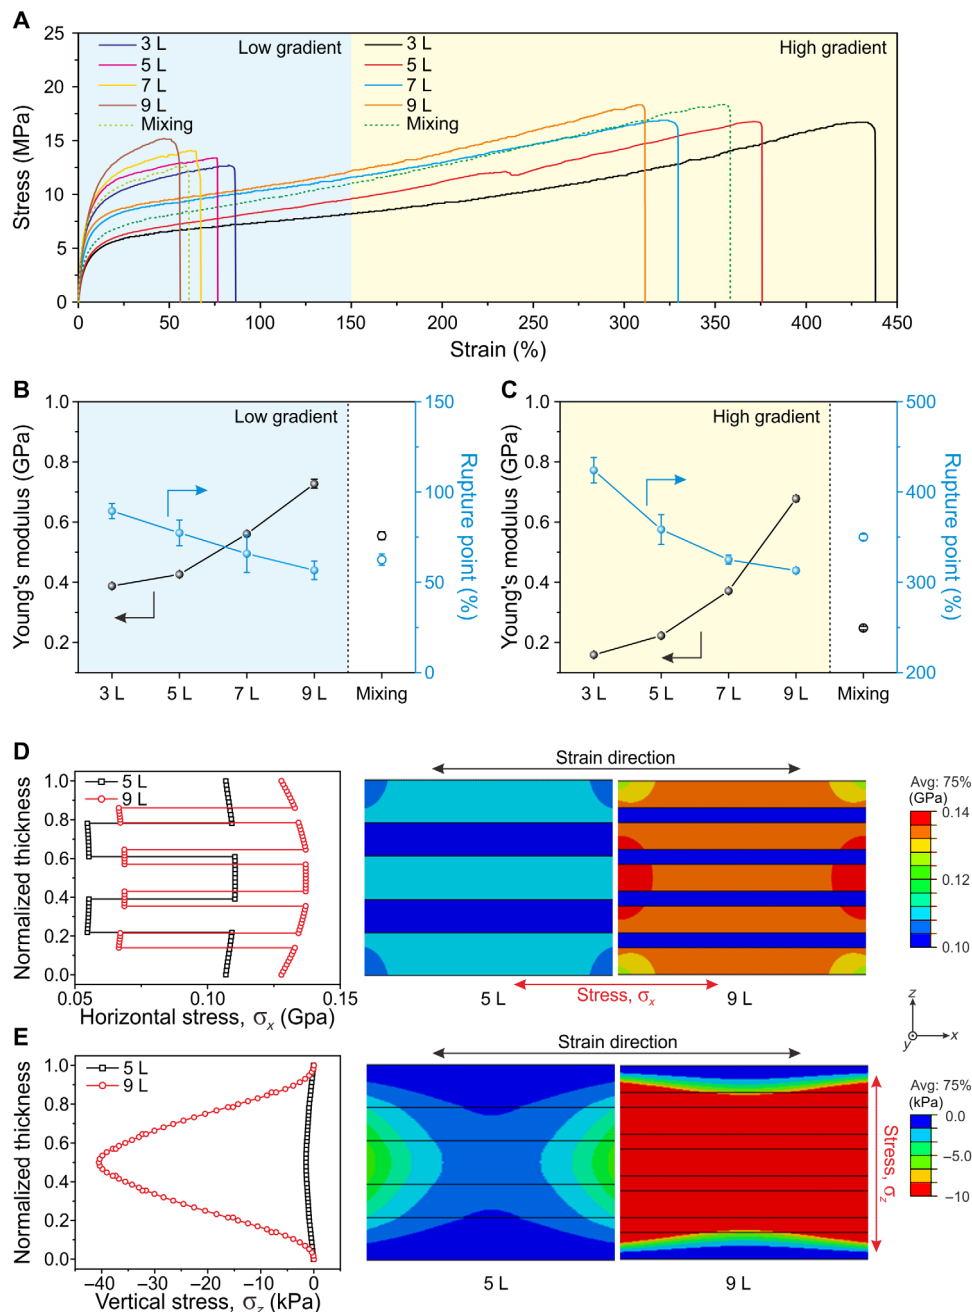 A
Stress (MPa)
25
20
15
10
5
0
3 L
5 L
7 L
9 L
Mixing
Low gradient
3 L
5 L
7 L
9 L
Mixing
High gradient
0 25 50 75 100 125 150 200 250 300 350 400 450
Strain (%)
B
Young's modulus (GPa)
1.0
0.8
0.6
0.4
0.2
Low gradient
150
100
50
0
Rupture point (%)
3 L 5 L 7 L 9 L Mixing
C
Young's modulus (GPa)
1.0
0.8
0.6
0.4
0.2
High gradient
500
400
300
200
Rupture point (%)
3 L 5 L 7 L 9 L Mixing
D
Normalized thickness
1.0
0.8
0.6
0.4
0.2
0.0
5 L
9 L
0.05 0.10 0.15
Horizontal stress, σx (Gpa)
Strain direction
5 L
Stress, σx
9 L
Avg: 75%
(GPa)
0.14
0.12
0.10
z
y
x
E
Normalized thickness
1.0
0.8
0.6
0.4
0.2
0.0
5 L
9 L
−40 −30 −20 −10 0
Vertical stress, σz (kPa)
Strain direction
5 L
9 L
Stress, σz
Avg: 75%
(kPa)
0.0
−5.0
−10